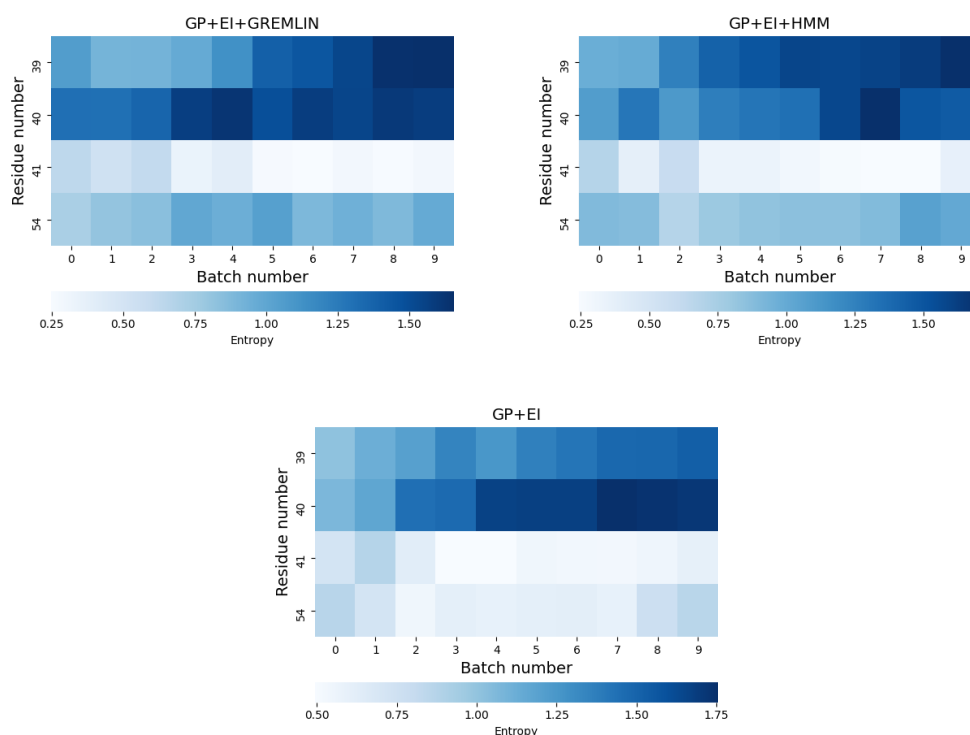 GP+EI+GREMLIN
Residue number
39
40
41
54
0 1 2 3 4 5 6 7 8 9
Batch number
0.25 0.50 0.75 1.00 1.25 1.50
Entropy
GP+EI+HMM
Residue number
39
40
41
54
0 1 2 3 4 5 6 7 8 9
Batch number
0.25 0.50 0.75 1.00 1.25 1.50
Entropy
GP+EI
Residue number
39
40
41
54
0 1 2 3 4 5 6 7 8 9
Batch number
0.50 0.75 1.00 1.25 1.50 1.75
Entropy